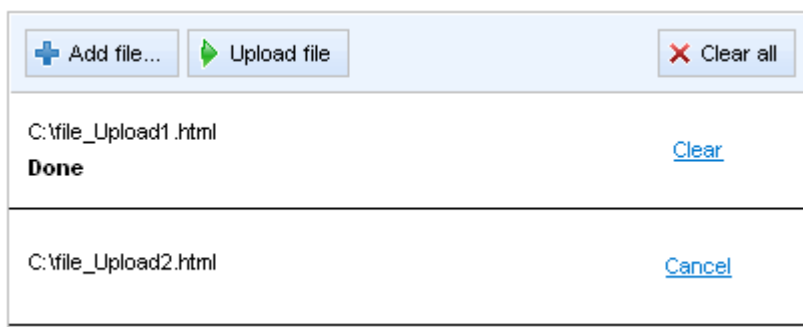 Add file... Upload file Clear all
C:\file_Upload1.html
Clear
Done
C:\file_Upload2.html Cancel